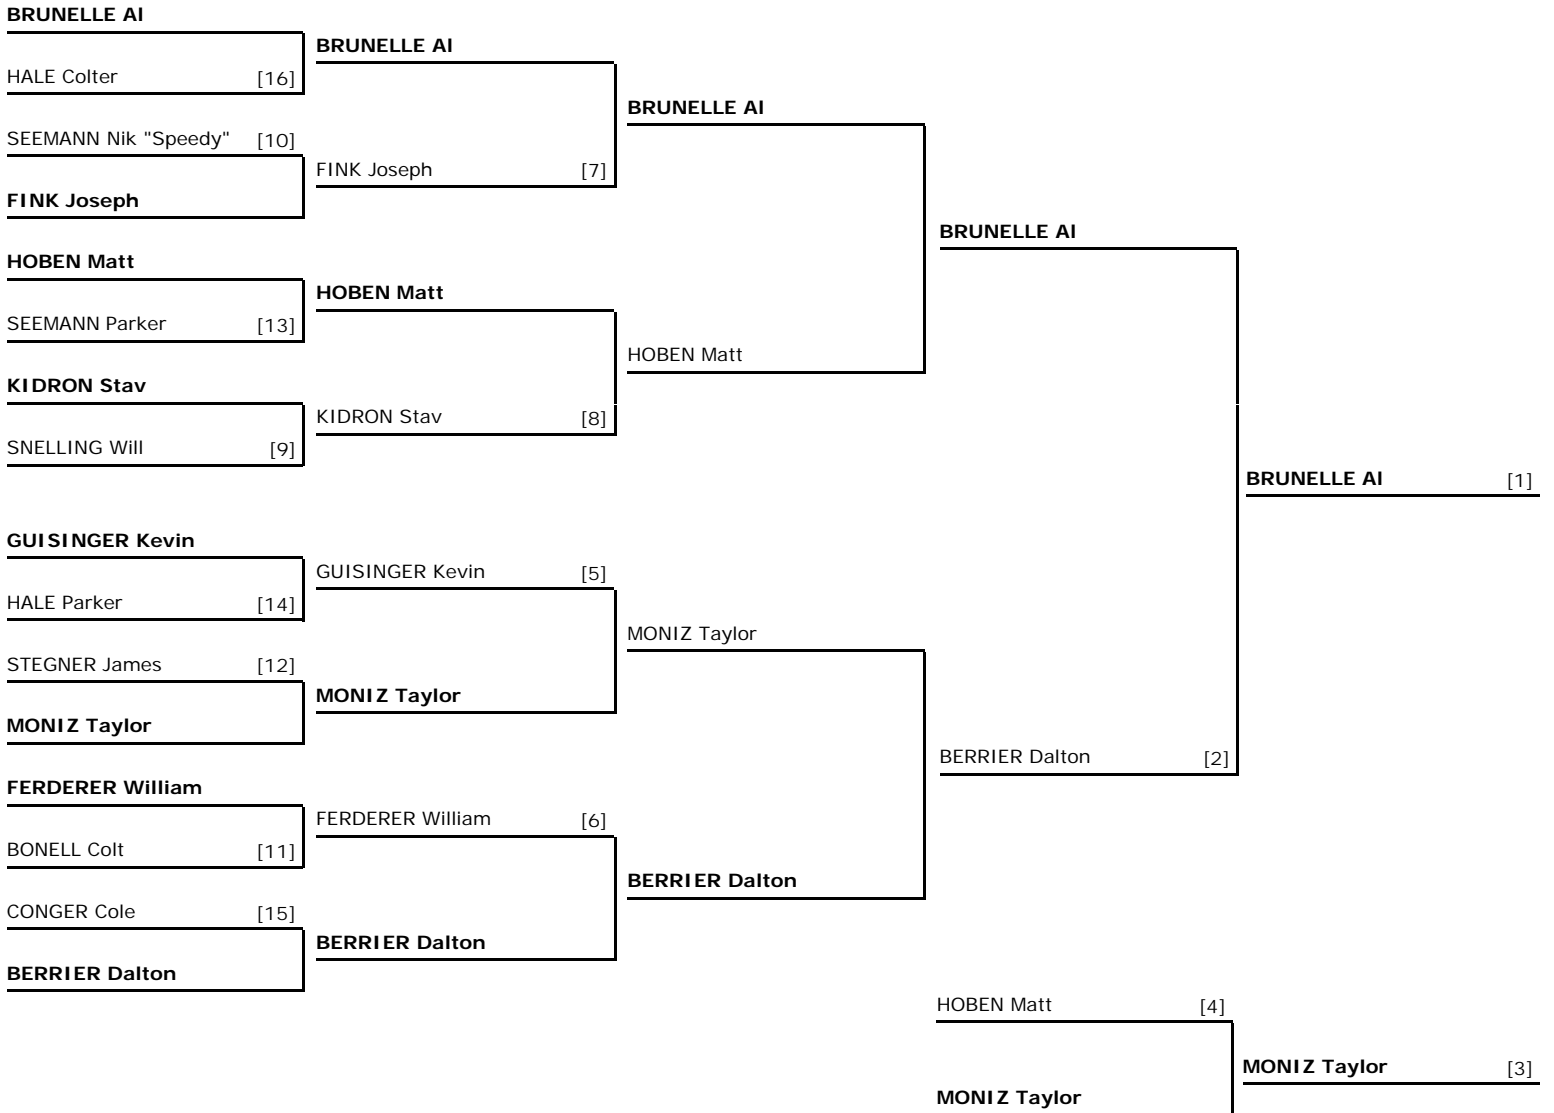 BRUNELLE Al
HALE Colter [16]
SEEMANN Nik "Speedy" [10]
FINK Joseph
HOBEN Matt
SEEMANN Parker [13]
KIDRON Stav
SNELLING Will [9]
GUISINGER Kevin
HALE Parker [14]
STEGNER James [12]
MONIZ Taylor
FERDERER William
BONELL Colt [11]
CONGER Cole [15]
BERRIER Dalton
BRUNELLE Al
FINK Joseph [7]
HOBEN Matt
KIDRON Stav [8]
GUISINGER Kevin [5]
MONIZ Taylor
FERDERER William [6]
BERRIER Dalton
BRUNELLE Al
HOBEN Matt
MONIZ Taylor
BERRIER Dalton
BRUNELLE Al
BERRIER Dalton [2]
BRUNELLE Al [1]
HOBEN Matt [4]
MONIZ Taylor
MONIZ Taylor [3]